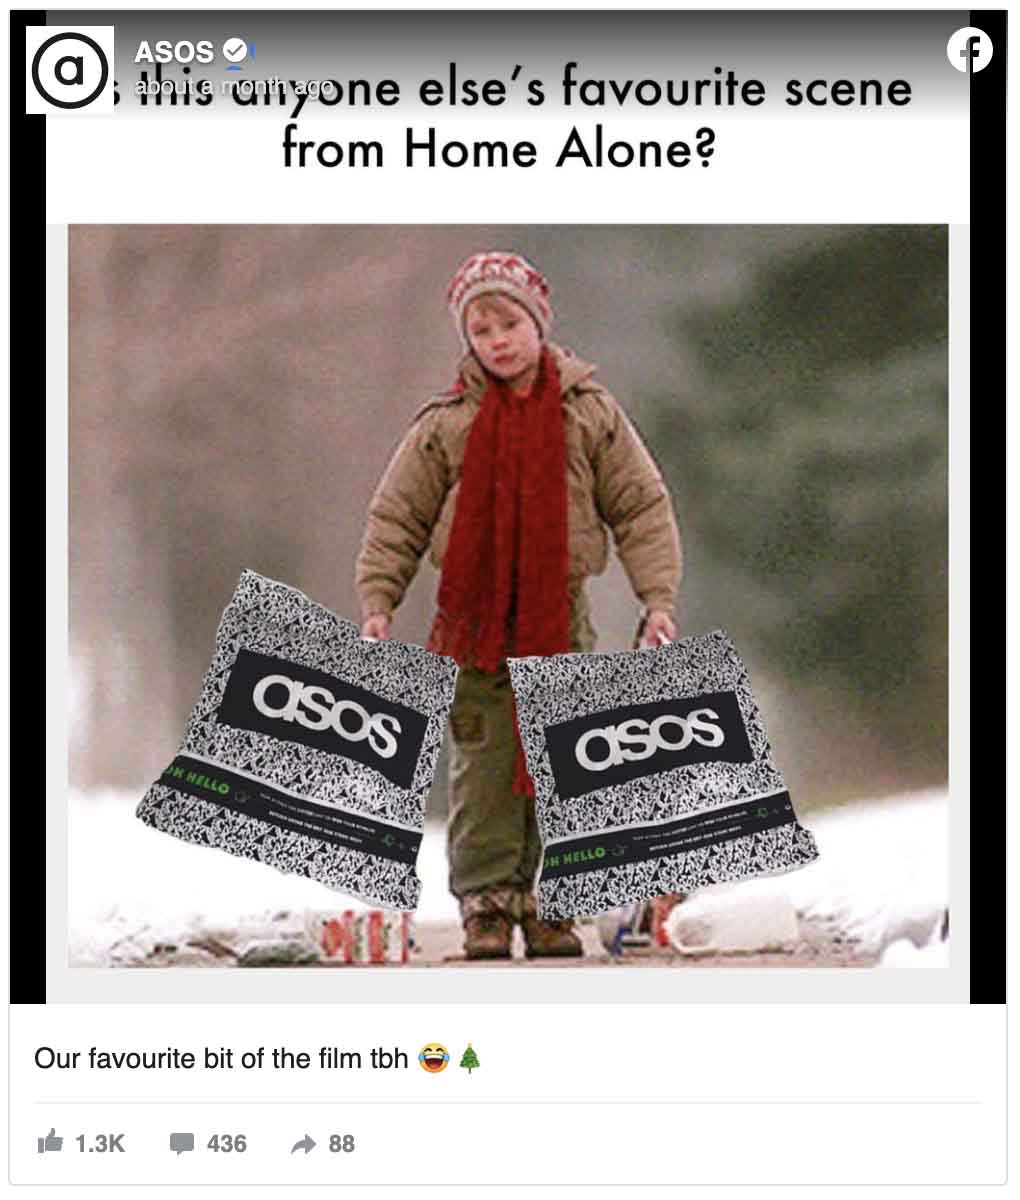 ASOS
about a month ago
s this anyone else's favourite scene
from Home Alone?
asos
OH HELLO
asos
OH HELLO
Our favourite bit of the film tbh 😂🎄
1.3K 436 88